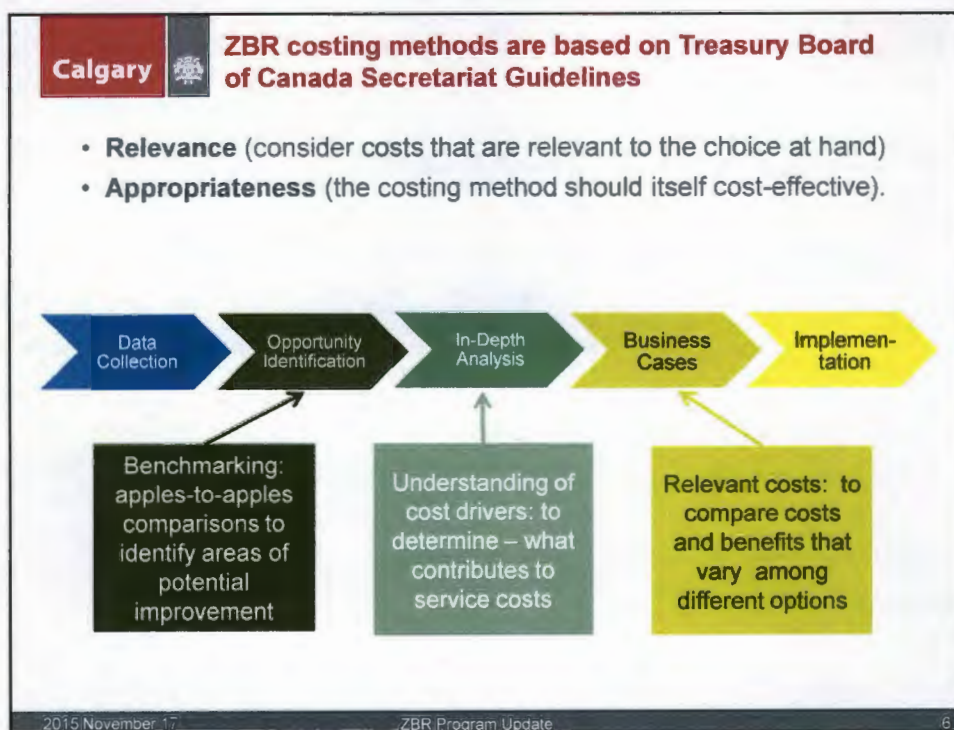 Calgary
ZBR costing methods are based on Treasury Board
of Canada Secretariat Guidelines
• Relevance (consider costs that are relevant to the choice at hand)
• Appropriateness (the costing method should itself cost-effective).
Data
Collection
Opportunity
Identification
In-Depth
Analysis
Business
Cases
Implemen-
tation
Benchmarking:
apples-to-apples
comparisons to
identify areas of
potential
improvement
Understanding of
cost drivers: to
determine – what
contributes to
service costs
Relevant costs: to
compare costs
and benefits that
vary among
different options
2015 November 17
ZBR Program Update
6